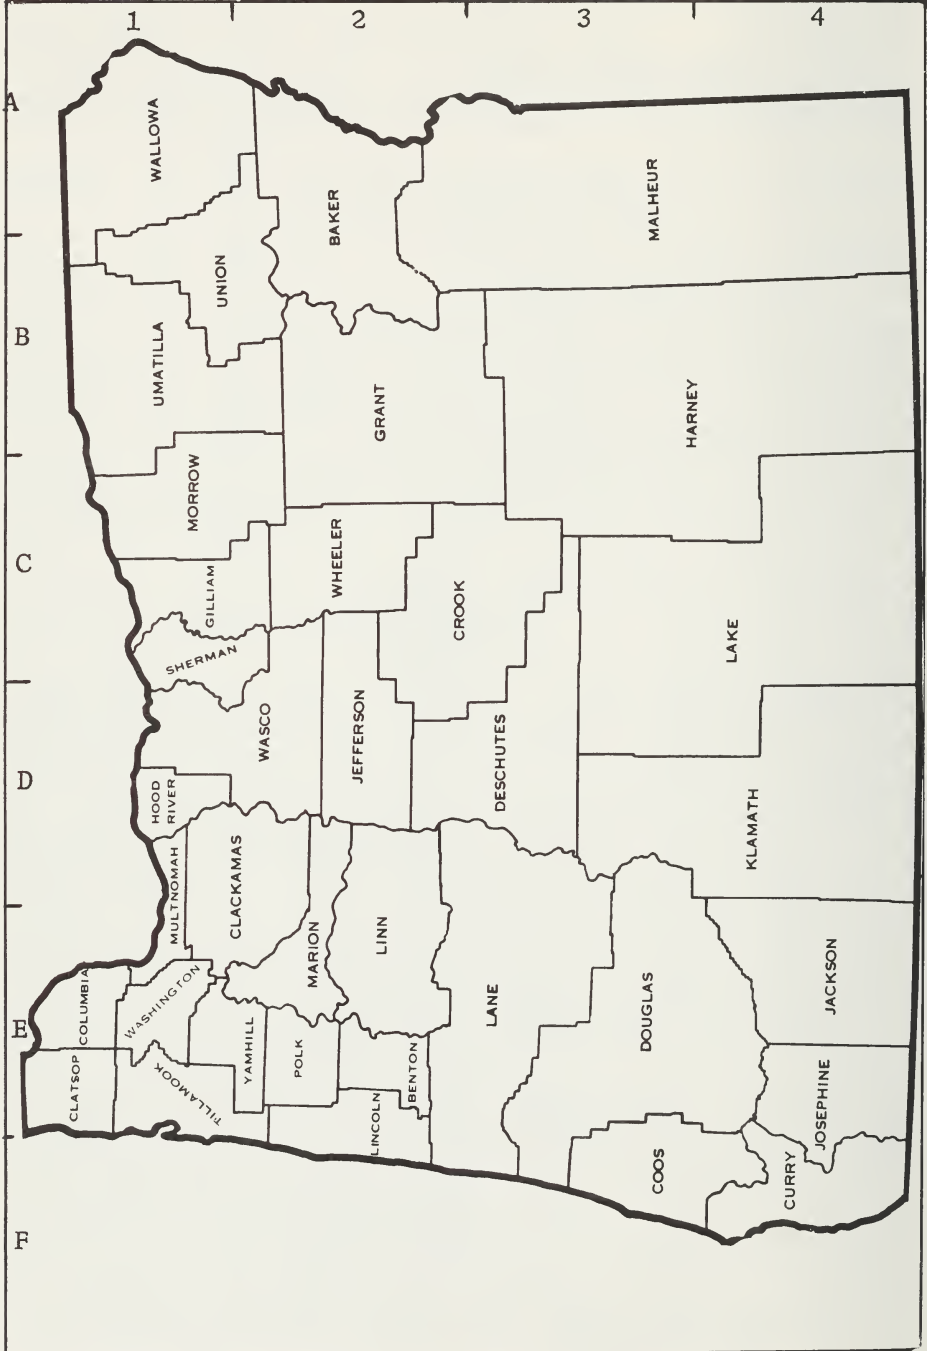 1
2
3
4
A
B
C
D
E
F
WALLOWA
BAKER
MALHEUR
UNION
UMATILLA
GRANT
HARNEY
MORROW
WHEELER
GILLIAM
CROOK
LAKE
SHERMAN
WASCO
JEFFERSON
DESCHUTES
HOOD
RIVER
KLAMATH
MULTNOMAH
CLACKAMAS
MARION
LINN
COLUMBIA
WASHINGTON
LANE
DOUGLAS
JACKSON
YAMHILL
POLK
BENTON
CLATSOP
TILLAMOOK
LINCOLN
JOSEPHINE
COOS
CURRY